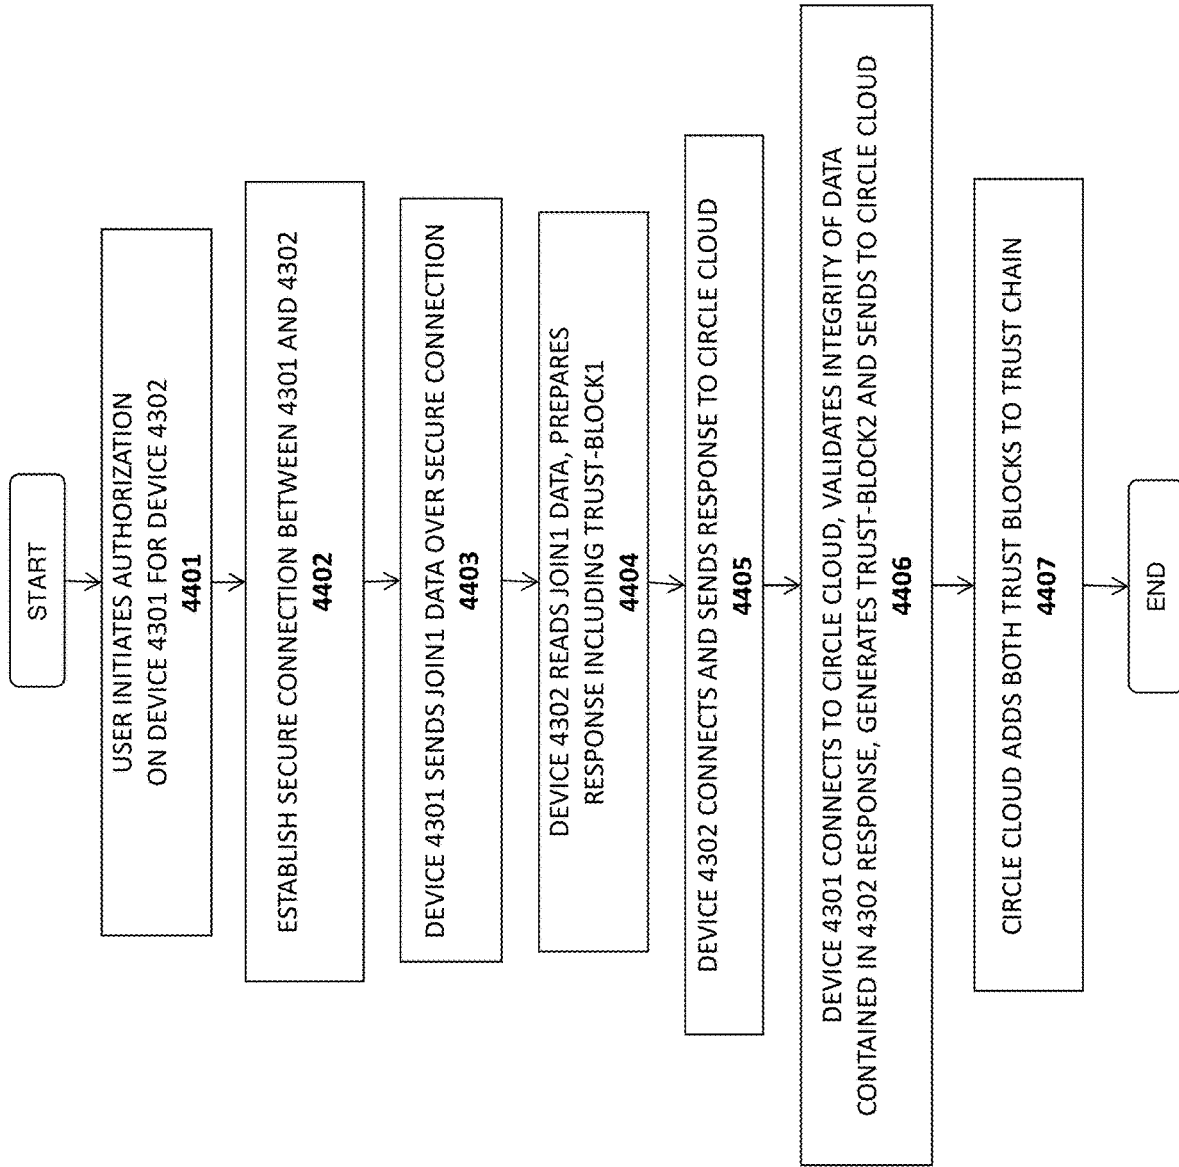 START
USER INITIATES AUTHORIZATION
ON DEVICE 4301 FOR DEVICE 4302
4401
ESTABLISH SECURE CONNECTION BETWEEN 4301 AND 4302
4402
DEVICE 4301 SENDS JOIN1 DATA OVER SECURE CONNECTION
4403
DEVICE 4302 READS JOIN1 DATA, PREPARES
RESPONSE INCLUDING TRUST-BLOCK1
4404
DEVICE 4302 CONNECTS AND SENDS RESPONSE TO CIRCLE CLOUD
4405
DEVICE 4301 CONNECTS TO CIRCLE CLOUD, VALIDATES INTEGRITY OF DATA
CONTAINED IN 4302 RESPONSE, GENERATES TRUST-BLOCK2 AND SENDS TO CIRCLE CLOUD
4406
CIRCLE CLOUD ADDS BOTH TRUST BLOCKS TO TRUST CHAIN
4407
END